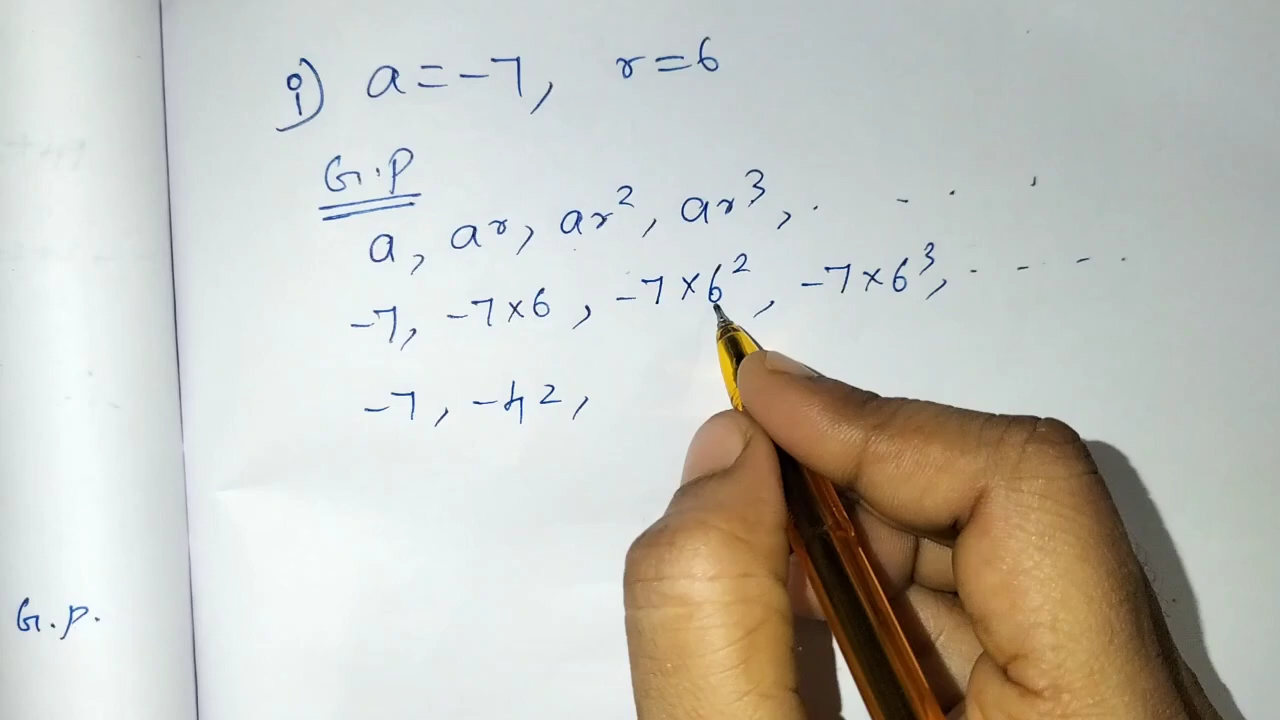 i) a = -7, r = 6
G.P
a, ar, ar², ar³, . - . .
-7, -7×6, -7×6², -7×6³, . - - .
-7, -42,
G.P.